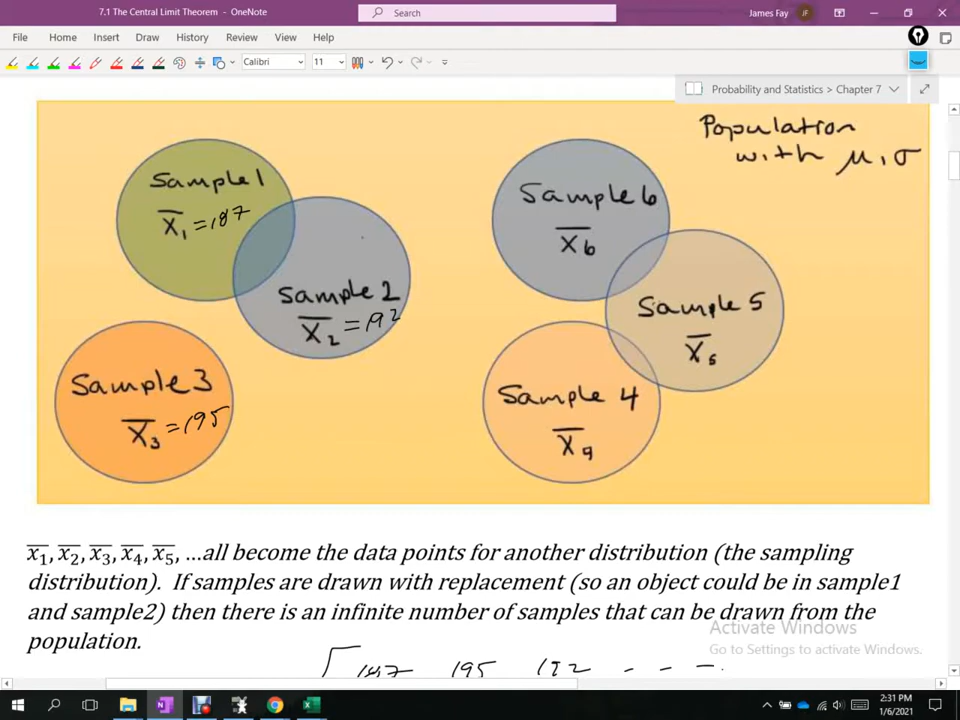 7.1 The Central Limit Theorem - OneNote
Search
James Fay
JF
File Home Insert Draw History Review View Help
Calibri 11
Probability and Statistics > Chapter 7
Population
with μ, σ
Sample 1
x̄₁ = 187
Sample 2
x̄₂ = 192
Sample 3
x̄₃ = 195
Sample 6
x̄₆
Sample 5
x̄₅
Sample 4
x̄₄
x̄₁, x̄₂, x̄₃, x̄₄, x̄₅, ...all become the data points for another distribution (the sampling
distribution). If samples are drawn with replacement (so an object could be in sample1
and sample2) then there is an infinite number of samples that can be drawn from the
population.
187 195 192 - - -
Activate Windows
Go to Settings to activate Windows.
2:31 PM
1/6/2021